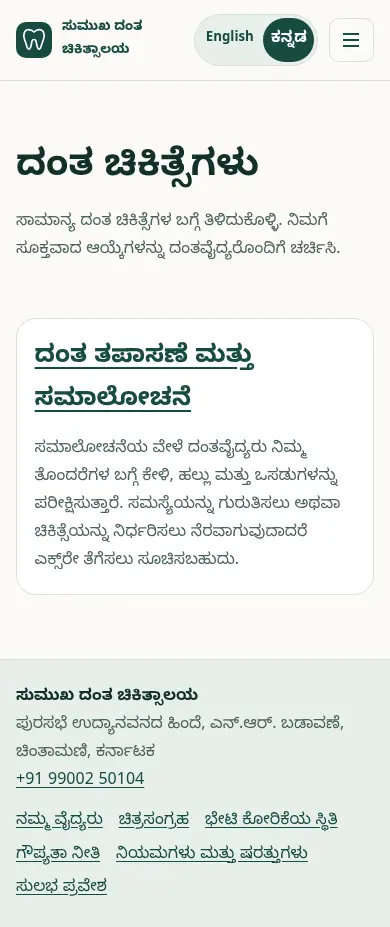 ಸುಮುಖ ದಂತ
ಚಿಕಿತ್ಸಾಲಯ
English ಕನ್ನಡ
ದಂತ ಚಿಕಿತ್ಸೆಗಳು
ಸಾಮಾನ್ಯ ದಂತ ಚಿಕಿತ್ಸೆಗಳ ಬಗ್ಗೆ ತಿಳಿದುಕೊಳ್ಳಿ. ನಿಮಗೆ
ಸೂಕ್ತವಾದ ಆಯ್ಕೆಗಳನ್ನು ದಂತವೈದ್ಯರೊಂದಿಗೆ ಚರ್ಚಿಸಿ.
ದಂತ ತಪಾಸಣೆ ಮತ್ತು
ಸಮಾಲೋಚನೆ
ಸಮಾಲೋಚನೆಯ ವೇಳೆ ದಂತವೈದ್ಯರು ನಿಮ್ಮ
ತೊಂದರೆಗಳ ಬಗ್ಗೆ ಕೇಳಿ, ಹಲ್ಲು ಮತ್ತು ಒಸಡುಗಳನ್ನು
ಪರೀಕ್ಷಿಸುತ್ತಾರೆ. ಸಮಸ್ಯೆಯನ್ನು ಗುರುತಿಸಲು ಅಥವಾ
ಚಿಕಿತ್ಸೆಯನ್ನು ನಿರ್ಧರಿಸಲು ನೆರವಾಗುವುದಾದರೆ
ಎಕ್ಸ್‌ರೇ ತೆಗೆಸಲು ಸೂಚಿಸಬಹುದು.
ಸುಮುಖ ದಂತ ಚಿಕಿತ್ಸಾಲಯ
ಪುರಸಭೆ ಉದ್ಯಾನವನದ ಹಿಂದೆ, ಎನ್.ಆರ್. ಬಡಾವಣೆ,
ಚಿಂತಾಮಣಿ, ಕರ್ನಾಟಕ
+91 99002 50104
ನಮ್ಮ ವೈದ್ಯರು ಚಿತ್ರಸಂಗ್ರಹ ಭೇಟಿ ಕೋರಿಕೆಯ ಸ್ಥಿತಿ
ಗೌಪ್ಯತಾ ನೀತಿ ನಿಯಮಗಳು ಮತ್ತು ಷರತ್ತುಗಳು
ಸುಲಭ ಪ್ರವೇಶ